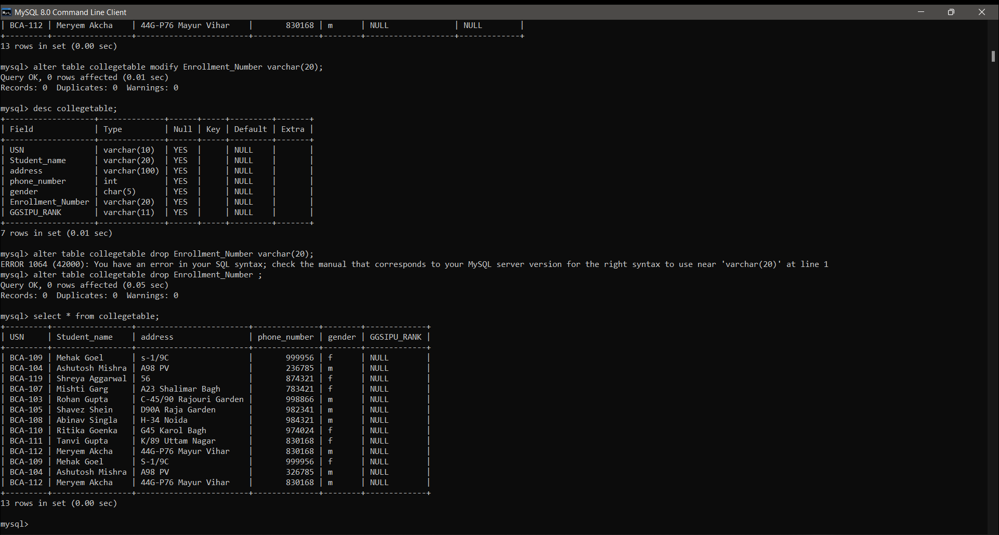 MySQL 8.0 Command Line Client
| BCA-112 | Meryem Akcha    | 44G-P76 Mayur Vihar    |       830168 | m      | NULL              | NULL        |
+---------+-----------------+------------------------+--------------+--------+-------------------+-------------+
13 rows in set (0.00 sec)

mysql> alter table collegetable modify Enrollment_Number varchar(20);
Query OK, 0 rows affected (0.01 sec)
Records: 0  Duplicates: 0  Warnings: 0

mysql> desc collegetable;
+-------------------+--------------+------+-----+---------+-------+
| Field             | Type         | Null | Key | Default | Extra |
+-------------------+--------------+------+-----+---------+-------+
| USN               | varchar(10)  | YES  |     | NULL    |       |
| Student_name      | varchar(20)  | YES  |     | NULL    |       |
| address           | varchar(100) | YES  |     | NULL    |       |
| phone_number      | int          | YES  |     | NULL    |       |
| gender            | char(5)      | YES  |     | NULL    |       |
| Enrollment_Number | varchar(20)  | YES  |     | NULL    |       |
| GGSIPU_RANK       | varchar(11)  | YES  |     | NULL    |       |
+-------------------+--------------+------+-----+---------+-------+
7 rows in set (0.01 sec)

mysql> alter table collegetable drop Enrollment_Number varchar(20);
ERROR 1064 (42000): You have an error in your SQL syntax; check the manual that corresponds to your MySQL server version for the right syntax to use near 'varchar(20)' at line 1
mysql> alter table collegetable drop Enrollment_Number ;
Query OK, 0 rows affected (0.05 sec)
Records: 0  Duplicates: 0  Warnings: 0

mysql> select * from collegetable;
+---------+-----------------+------------------------+--------------+--------+-------------+
| USN     | Student_name    | address                | phone_number | gender | GGSIPU_RANK |
+---------+-----------------+------------------------+--------------+--------+-------------+
| BCA-109 | Mehak Goel      | s-1/9C                 |       999956 | f      | NULL        |
| BCA-104 | Ashutosh Mishra | A98 PV                 |       236785 | m      | NULL        |
| BCA-119 | Shreya Aggarwal | 56                     |       874321 | f      | NULL        |
| BCA-107 | Mishti Garg     | A23 Shalimar Bagh      |       783421 | f      | NULL        |
| BCA-103 | Rohan Gupta     | C-45/90 Rajouri Garden |       998866 | m      | NULL        |
| BCA-105 | Shavez Shein    | D90A Raja Garden       |       982341 | m      | NULL        |
| BCA-108 | Abinav Singla   | H-34 Noida             |       984321 | m      | NULL        |
| BCA-110 | Ritika Goenka   | G45 Karol Bagh         |       974024 | f      | NULL        |
| BCA-111 | Tanvi Gupta     | K/89 Uttam Nagar       |       830168 | f      | NULL        |
| BCA-112 | Meryem Akcha    | 44G-P76 Mayur Vihar    |       830168 | m      | NULL        |
| BCA-109 | Mehak Goel      | S-1/9C                 |       999956 | f      | NULL        |
| BCA-104 | Ashutosh Mishra | A98 PV                 |       326785 | m      | NULL        |
| BCA-112 | Meryem Akcha    | 44G-P76 Mayur Vihar    |       830168 | m      | NULL        |
+---------+-----------------+------------------------+--------------+--------+-------------+
13 rows in set (0.00 sec)

mysql>